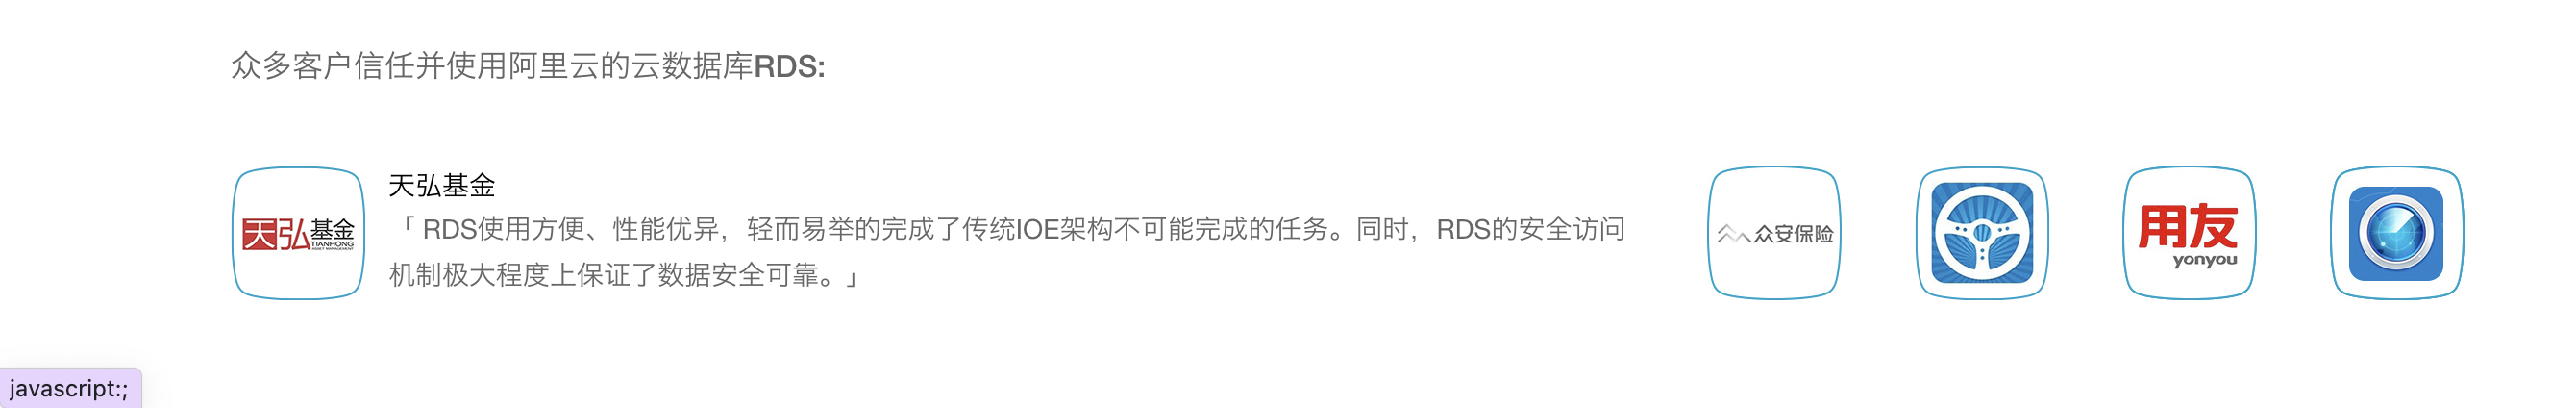 众多客户信任并使用阿里云的云数据库RDS:
天弘基金
TIANHONG
ASSET MANAGEMENT
天弘基金
「 RDS使用方便、性能优异，轻而易举的完成了传统IOE架构不可能完成的任务。同时，RDS的安全访问
机制极大程度上保证了数据安全可靠。」
众安保险
用友
yonyou
javascript:;